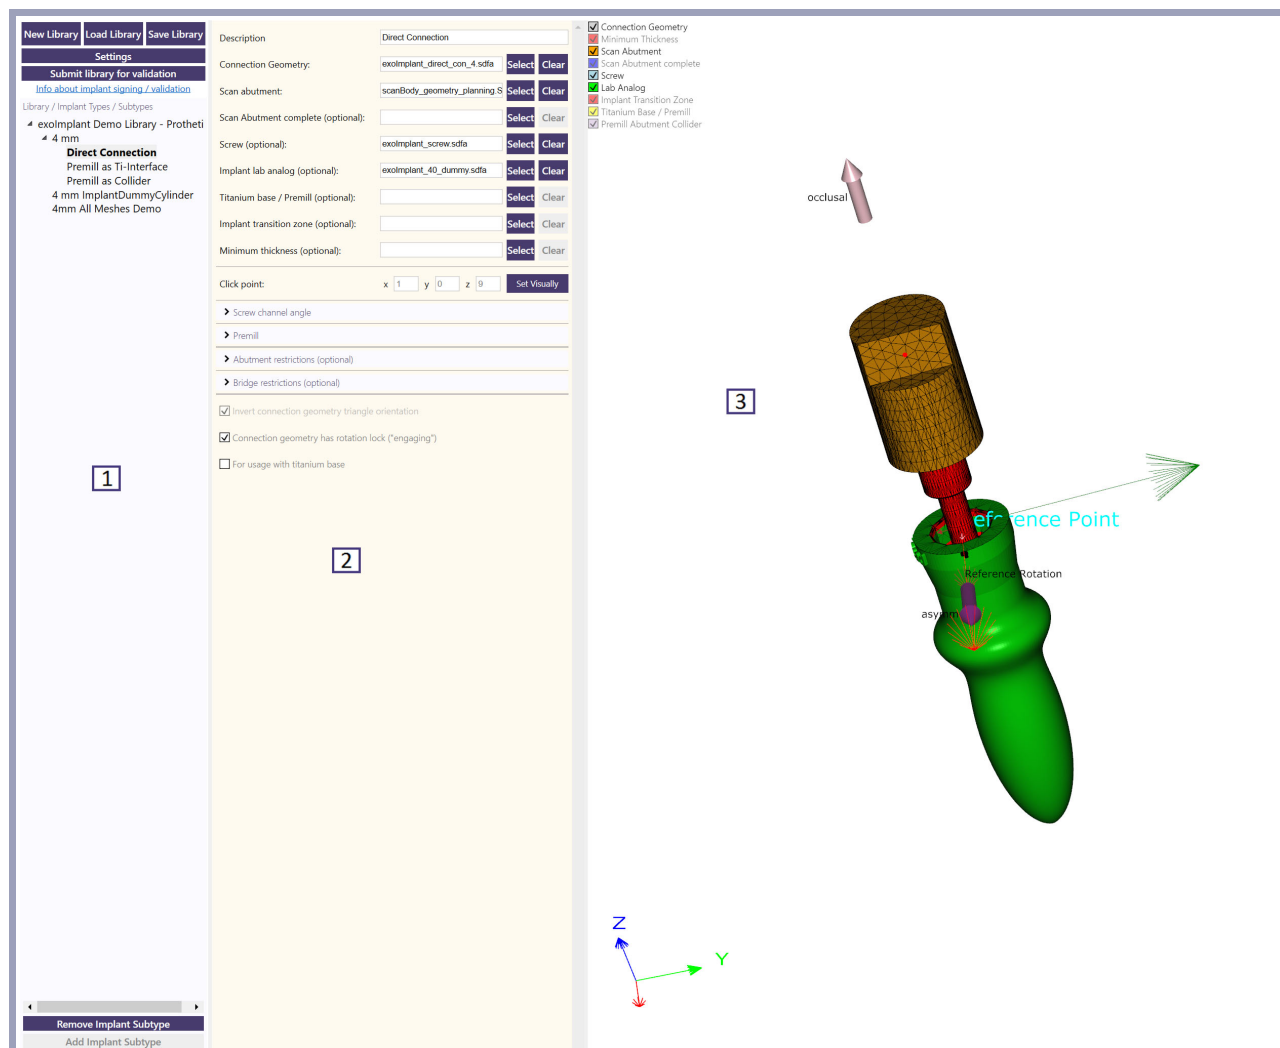 New Library Load Library Save Library
Settings
Submit library for validation
Info about implant signing / validation
Library / Implant Types / Subtypes
exoImplant Demo Library - Protheti
4 mm
Direct Connection
Premill as Ti-Interface
Premill as Collider
4 mm ImplantDummyCylinder
4mm All Meshes Demo
1
Remove Implant Subtype
Add Implant Subtype
Description Direct Connection
Connection Geometry: exoImplant_direct_con_4.sdfa Select Clear
Scan abutment: scanBody_geometry_planning.S Select Clear
Scan Abutment complete (optional): Select Clear
Screw (optional): exoImplant_screw.sdfa Select Clear
Implant lab analog (optional): exoImplant_40_dummy.sdfa Select Clear
Titanium base / Premill (optional): Select Clear
Implant transition zone (optional): Select Clear
Minimum thickness (optional): Select Clear
Click point: x 1 y 0 z 9 Set Visually
Screw channel angle
Premill
Abutment restrictions (optional)
Bridge restrictions (optional)
Invert connection geometry triangle orientation
Connection geometry has rotation lock ("engaging")
For usage with titanium base
2
Connection Geometry
Minimum Thickness
Scan Abutment
Scan Abutment complete
Screw
Lab Analog
Implant Transition Zone
Titanium Base / Premill
Premill Abutment Collider
occlusal
3
eference Point
Reference Rotation
asymm
Z
Y